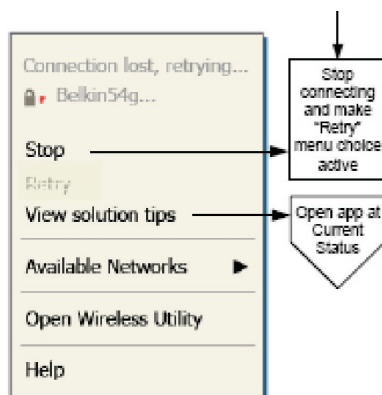 Connection lost, retrying...
Belkin54g...
Stop
Retry
View solution tips
Available Networks
Open Wireless Utility
Help
Stop
connecting
and make
"Retry"
menu choice
active
Open app at
Current
Status